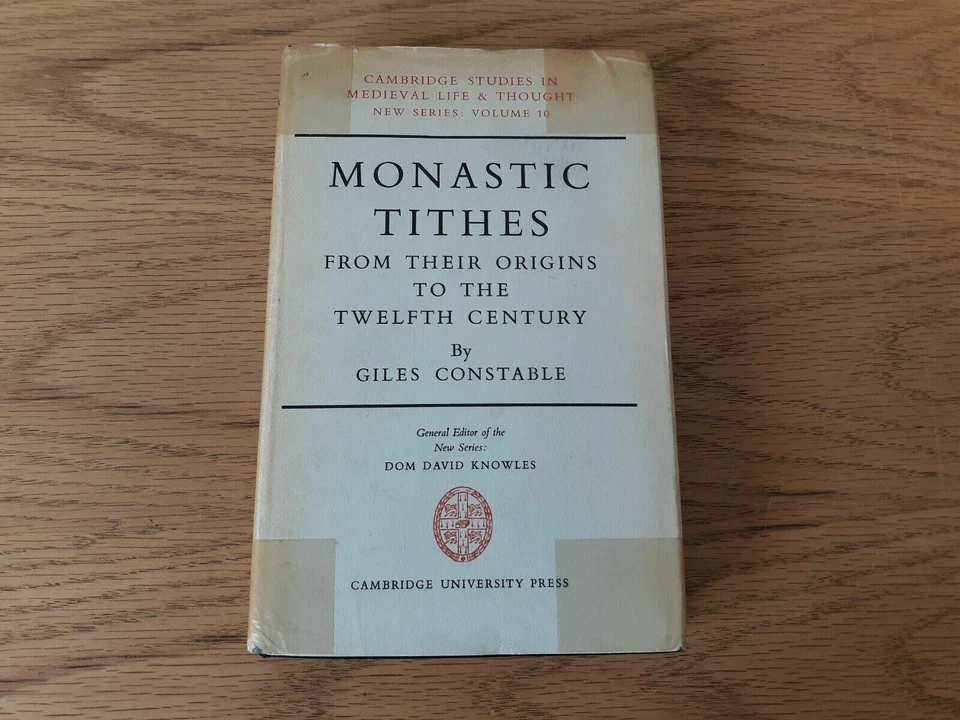 CAMBRIDGE STUDIES IN
MEDIEVAL LIFE & THOUGHT
NEW SERIES: VOLUME 10
MONASTIC
TITHES
FROM THEIR ORIGINS
TO THE
TWELFTH CENTURY
By
GILES CONSTABLE
General Editor of the
New Series:
DOM DAVID KNOWLES
CAMBRIDGE UNIVERSITY PRESS